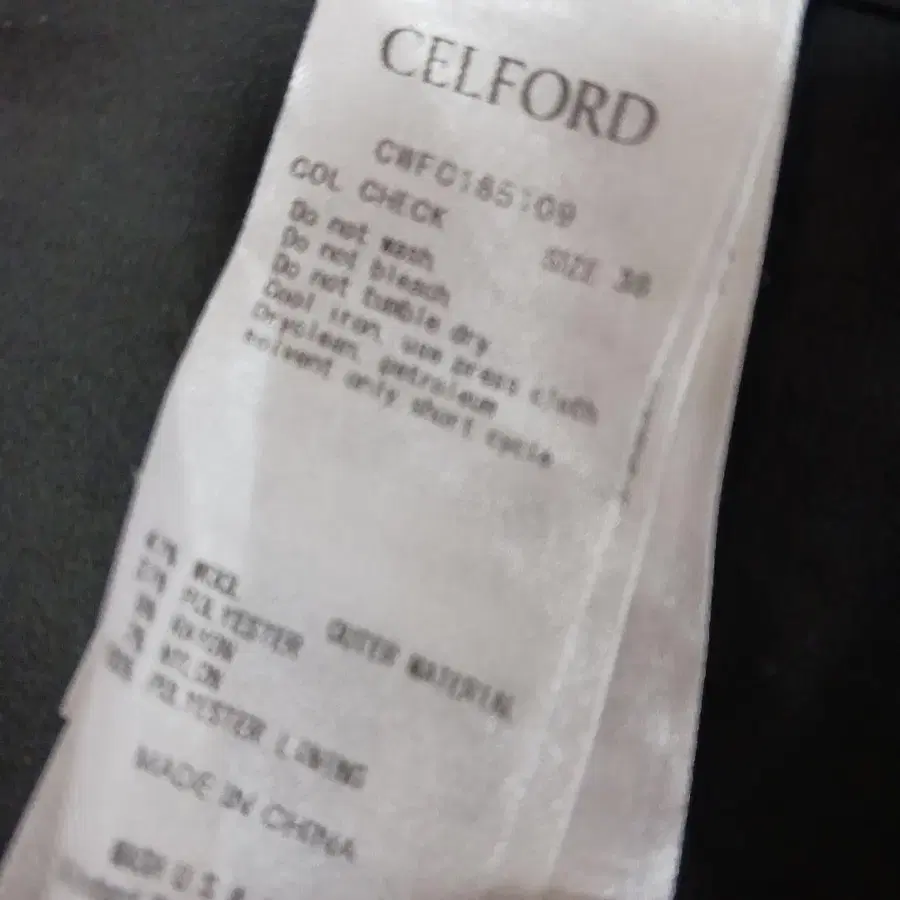 CELFORD
CWFC185109
COL CHECK
SIZE 38
Do not wash
Do not bleach
Do not tumble dry
Cool iron, use press cloth
Dryclean, petroleum
solvent only short cycle
WOOL
POLYESTER
OUTER MATERIAL
RAYON
NYLON
POLYESTER LINING
MADE IN CHINA